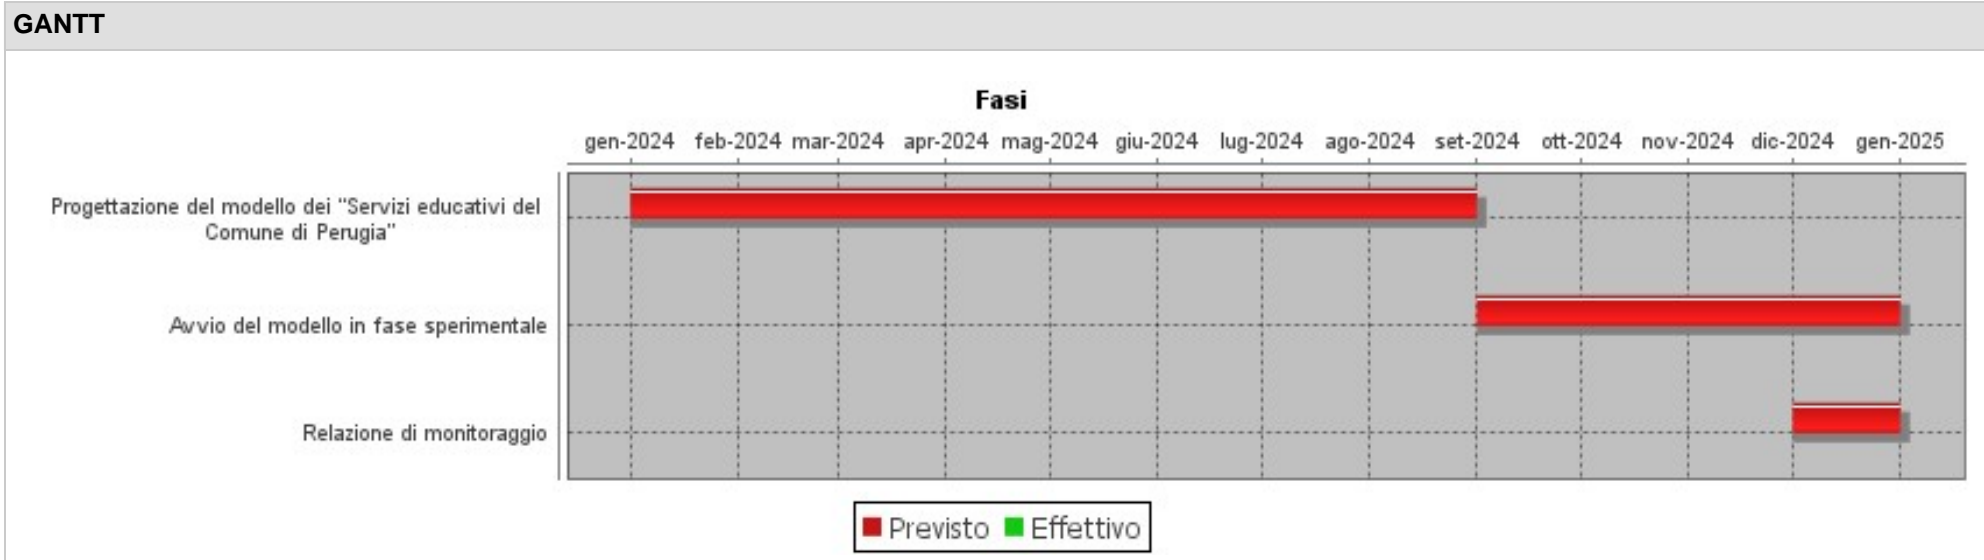 GANTT
Fasi
gen-2024 feb-2024 mar-2024 apr-2024 mag-2024 giu-2024 lug-2024 ago-2024 set-2024 ott-2024 nov-2024 dic-2024 gen-2025
Progettazione del modello dei "Servizi educativi del
Comune di Perugia"
Avvio del modello in fase sperimentale
Relazione di monitoraggio
Previsto Effettivo